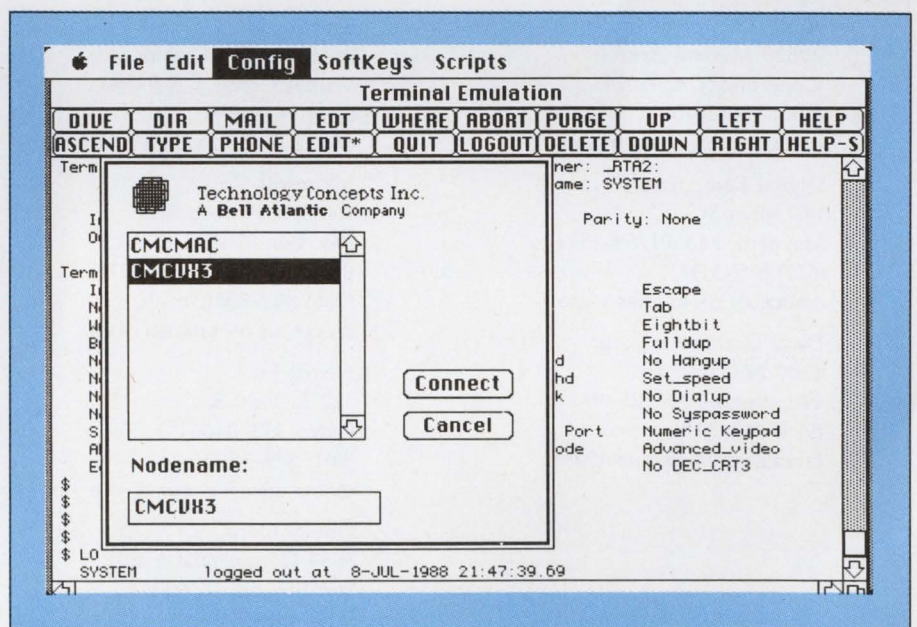 File Edit Config SoftKeys Scripts
Terminal Emulation
DIVE DIR MAIL EDT WHERE ABORT PURGE UP LEFT HELP
ASCEND TYPE PHONE EDIT* QUIT LOGOUT DELETE DOWN RIGHT HELP-S
Term ner: _RTA2:
ame: SYSTEM
Technology Concepts Inc.
A Bell Atlantic Company
Parity: None
CMCMAC
CMCVX3
Term
Escape
Tab
Eightbit
Fulldup
d No Hangup
hd Set_speed
k No Dialup
No Syspassword
Port Numeric Keypad
ode Advanced_video
No DEC_CRT3
Connect
Cancel
Nodename:
CMCVX3
$
$
$
$
$ LO
SYSTEM logged out at 8-JUL-1988 21:47:39.69